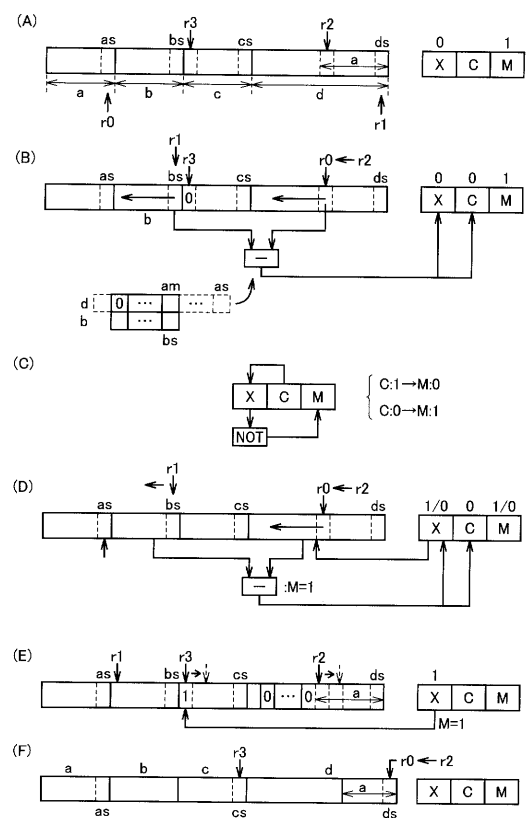 (A)
r3 r2
as bs cs ds 0 1
a X C M
a b c d
r0 r1
(B)
r1
r3 r0 r2
as bs cs ds 0 0 1
0 X C M
b
—
am as
d 0 ... ...
b ...
bs
(C)
X C M
NOT
C:1→M:0
C:0→M:1
(D)
r1
r0 r2
as bs cs ds 1/0 0 1/0
X C M
— :M=1
(E)
r1 r3 r2
as bs cs ds 1
1 0 ... 0 a X C M
M=1
(F)
r3 r0 r2
a b c d
a X C M
as cs ds